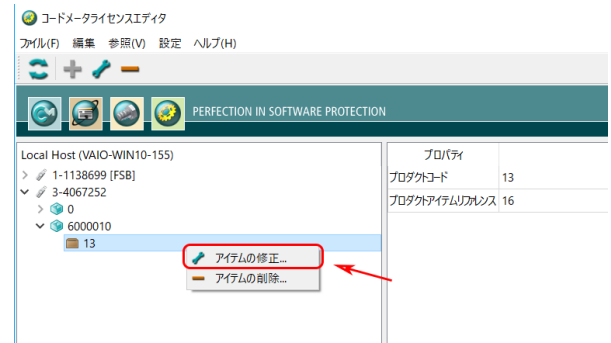 コードメータライセンスエディタ
ファイル(F) 編集 参照(V) 設定 ヘルプ(H)
PERFECTION IN SOFTWARE PROTECTION
Local Host (VAIO-WIN10-155)
1-1138699 [FSB]
3-4067252
0
6000010
13
アイテムの修正...
アイテムの削除...
プロパティ
プロダクトコード 13
プロダクトアイテムリファレンス 16